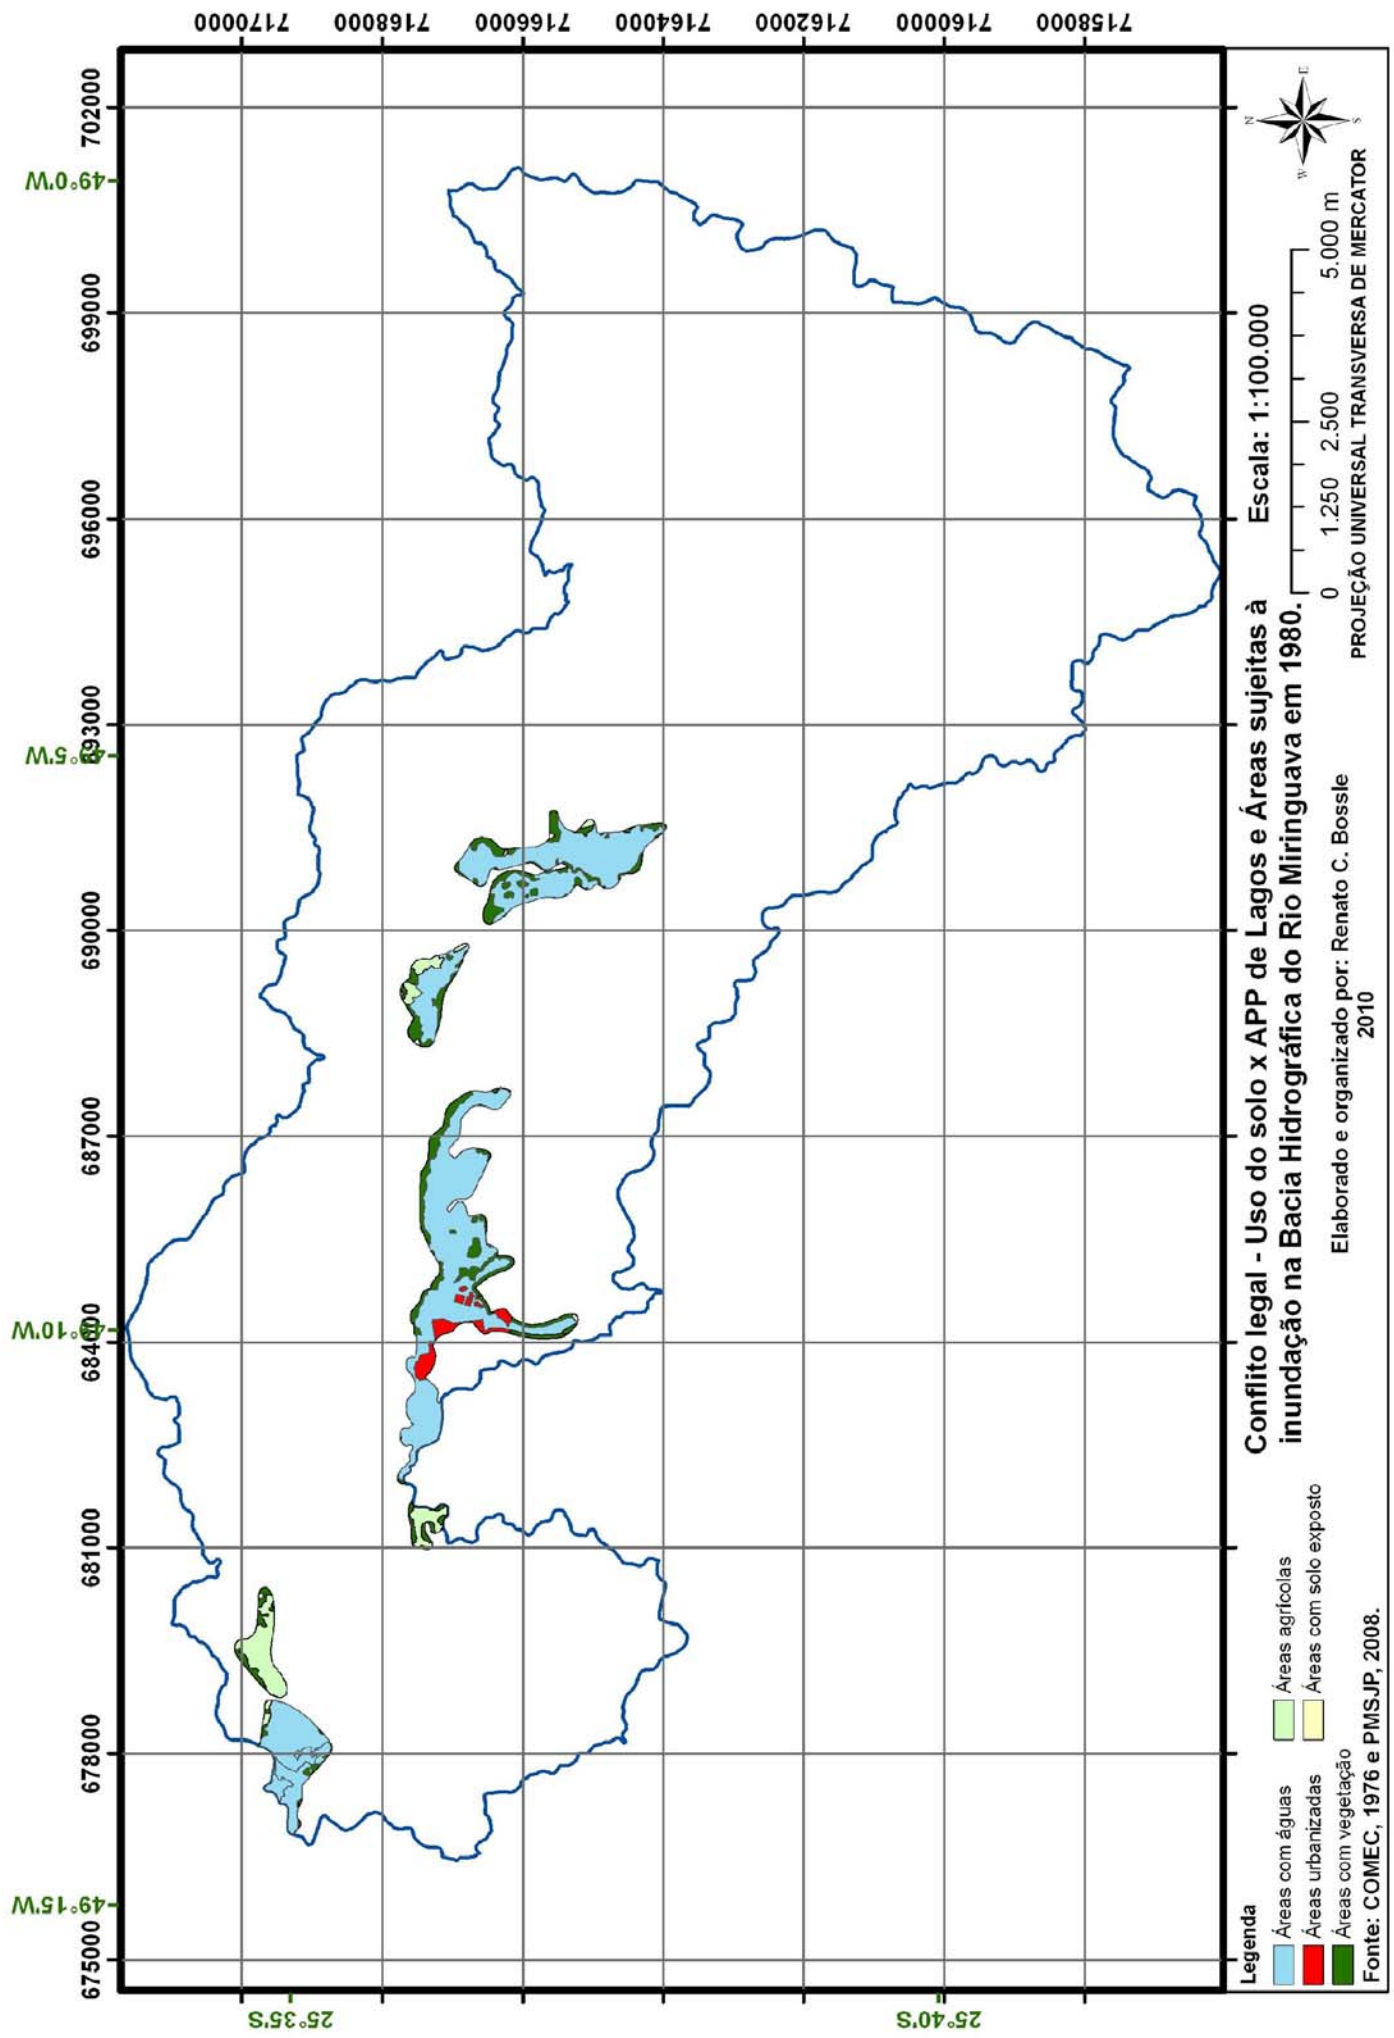 49°15'W
49°10'W
49°5'W
49°0'W
675000
678000
681000
684000
687000
690000
693000
696000
699000
702000
25°35'S
25°40'S
7170000
7168000
7166000
7164000
7162000
7160000
7158000
Legenda
Áreas com águas
Áreas urbanizadas
Áreas com vegetação
Áreas agrícolas
Áreas com solo exposto
Fonte: COMEC, 1976 e PMSJP, 2008.
Conflito legal - Uso do solo x APP de Lagos e Áreas sujeitas à
inundação na Bacia Hidrográfica do Rio Miringuava em 1980.
Elaborado e organizado por: Renato C. Bossle
2010
Escala: 1:100.000
0 1.250 2.500 5.000 m
PROJEÇÃO UNIVERSAL TRANSVERSA DE MERCATOR
N
W E
S